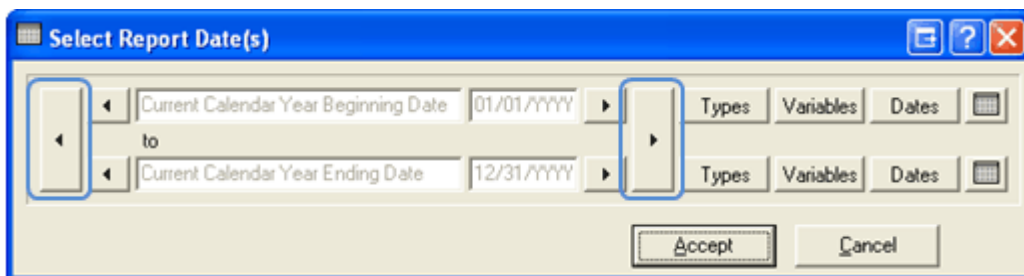 Select Report Date(s)
Current Calendar Year Beginning Date 01/01/YYYY Types Variables Dates
to
Current Calendar Year Ending Date 12/31/YYYY Types Variables Dates
Accept Cancel